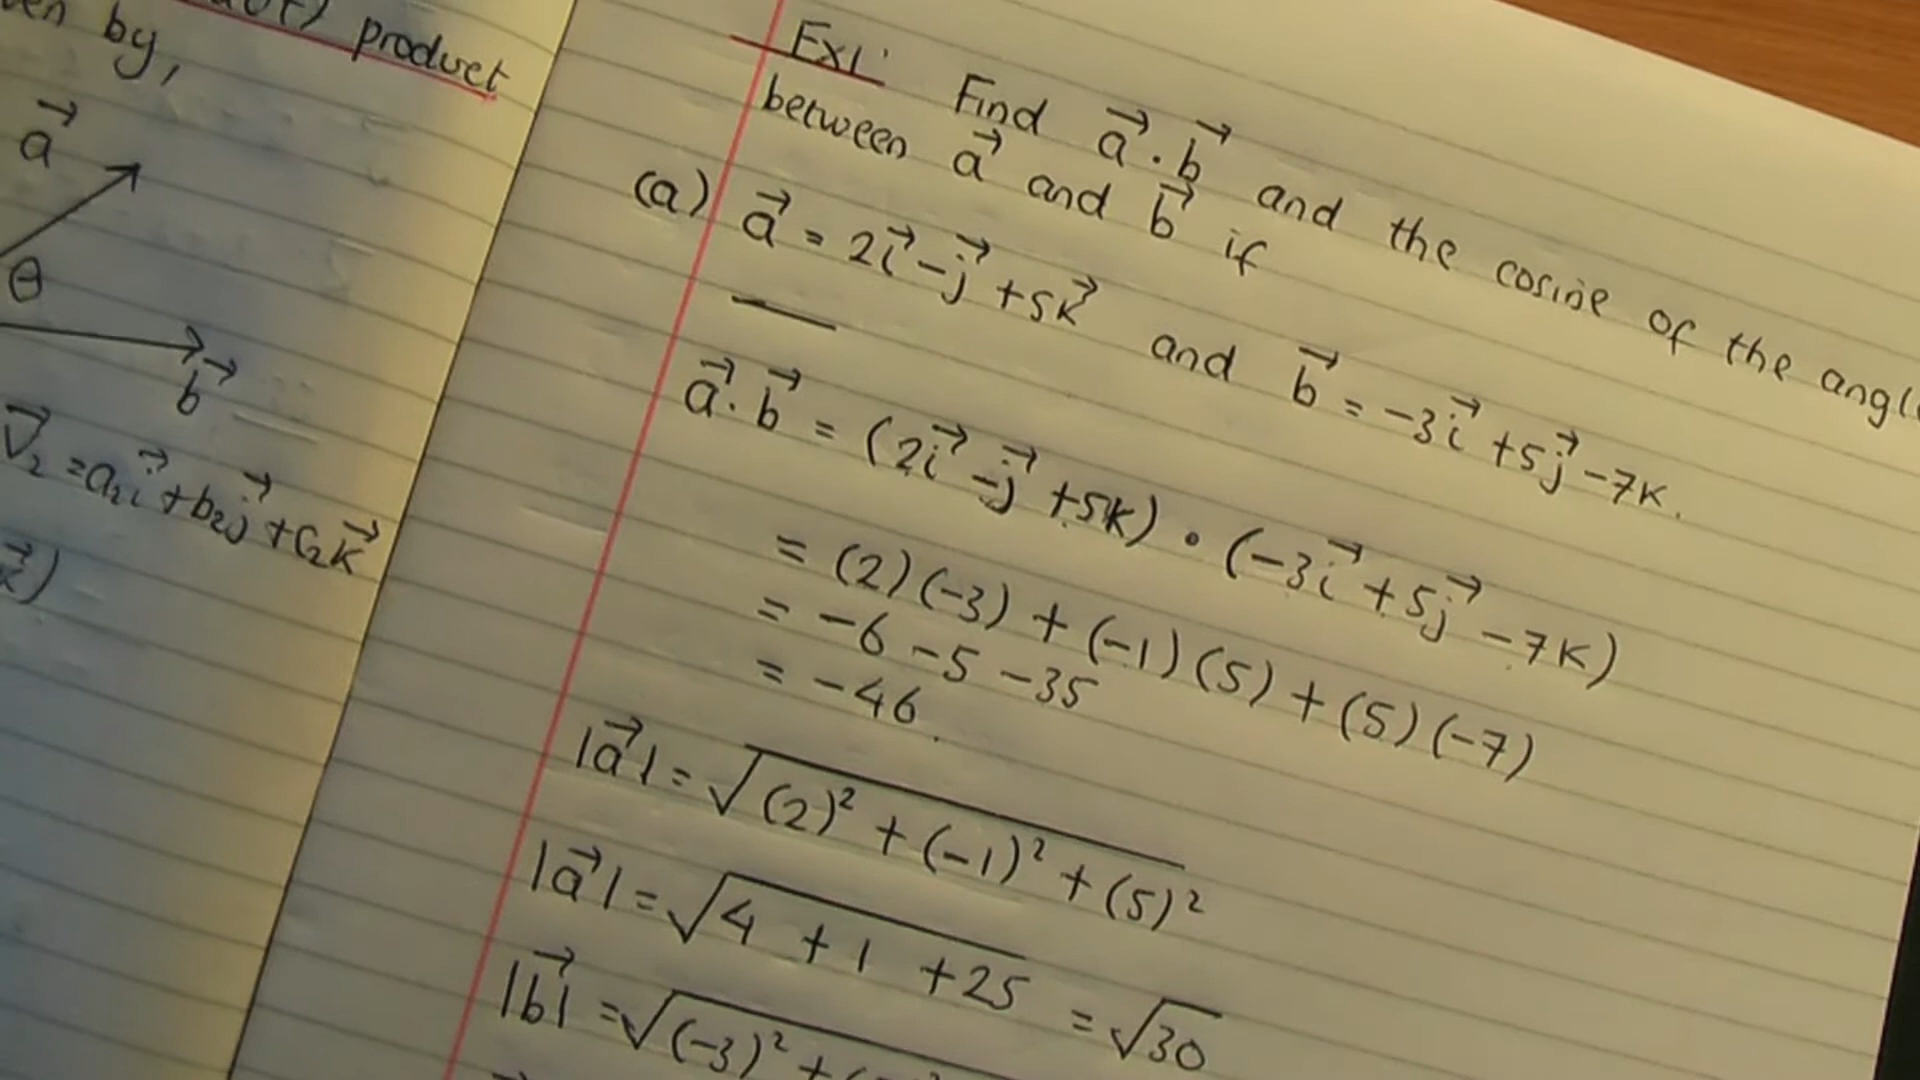 product
by,
a⃗
θ
b⃗
V⃗₂ = a₂i⃗ + b₂j⃗ + c₂k⃗
k⃗)
Ex1: Find a⃗ · b⃗ and the cosine of the
between a⃗ and b⃗ if
(a) a⃗ = 2i⃗ - j⃗ + 5k⃗ and b⃗ = -3i⃗ + 5j⃗ - 7k.
a⃗ · b⃗ = (2i⃗ - j⃗ + 5k) · (-3i⃗ + 5j⃗ - 7k)
= (2)(-3) + (-1)(5) + (5)(-7)
= -6 - 5 - 35
= -46.
|a⃗| = √(2)² + (-1)² + (5)²
|a⃗| = √4 + 1 + 25 = √30
|b⃗| = √(-3)² + (